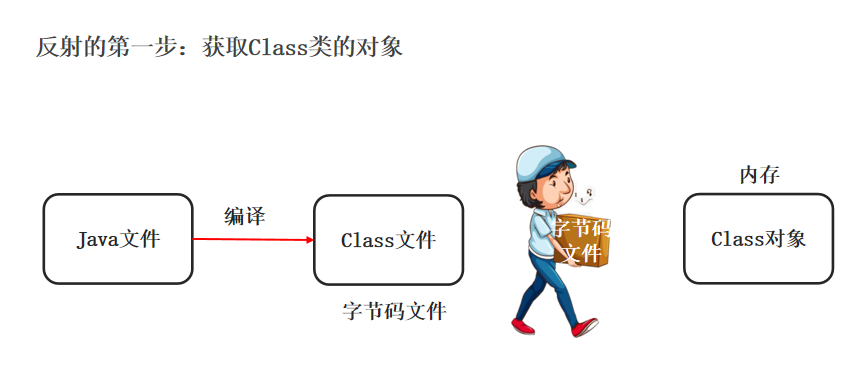 反射的第一步：获取Class类的对象
内存
编译
Java文件
Class文件
字节码
文件
Class对象
字节码文件